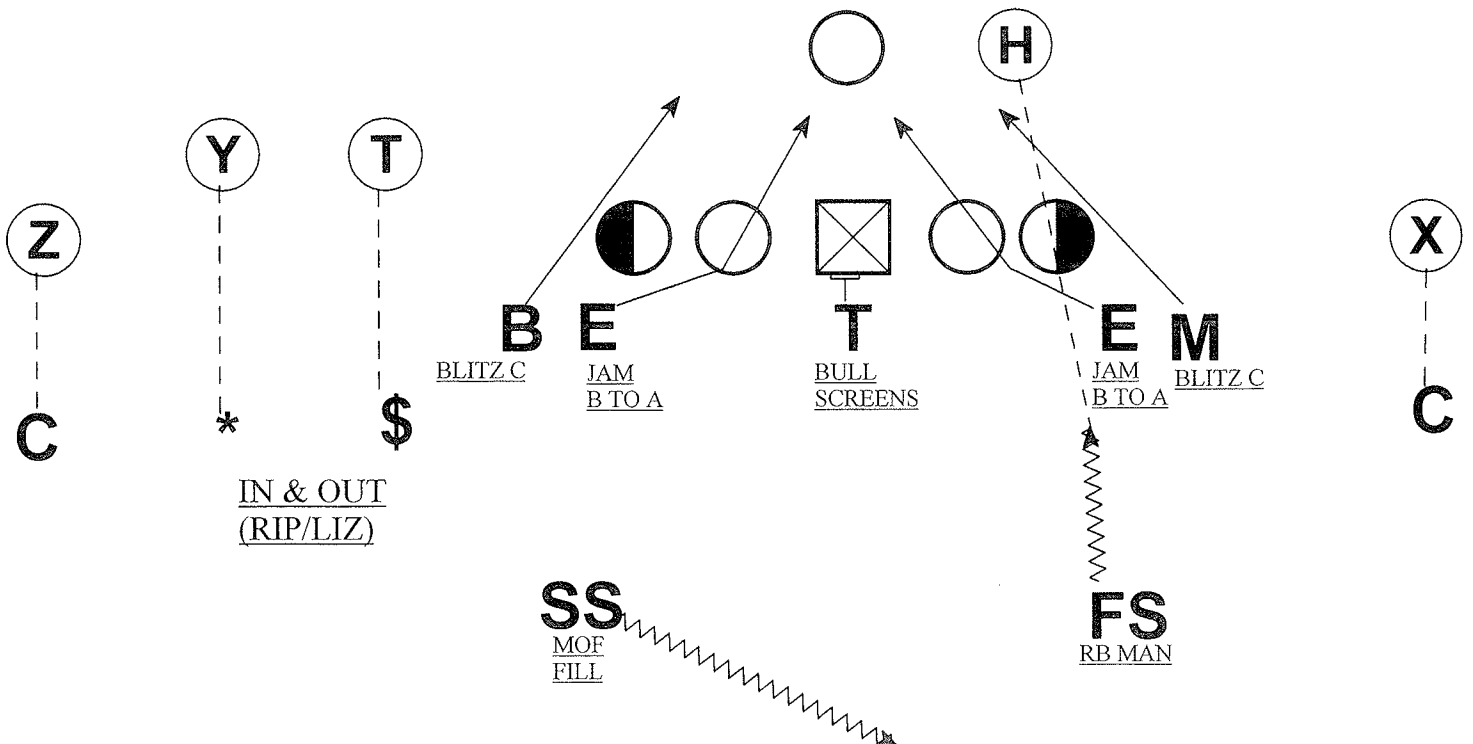 H
Y T
Z X
B E T E M
BLITZ C
JAM
B TO A
BULL
SCREENS
JAM
B TO A
BLITZ C
C * $ C
IN & OUT
(RIP/LIZ)
SS
MOF
FILL
FS
RB MAN